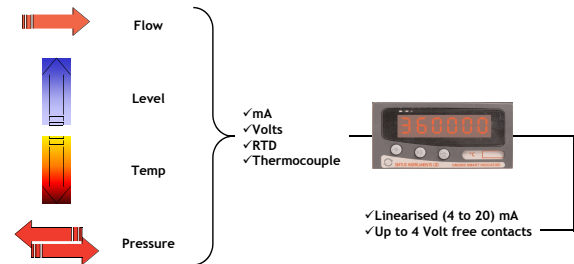 Flow
Level
Temp
Pressure
✓mA
✓Volts
✓RTD
✓Thermocouple
360000
°C
✓Linearised (4 to 20) mA
✓Up to 4 Volt free contacts